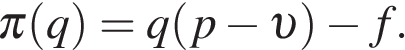 π(q) = q(p − υ) − f.